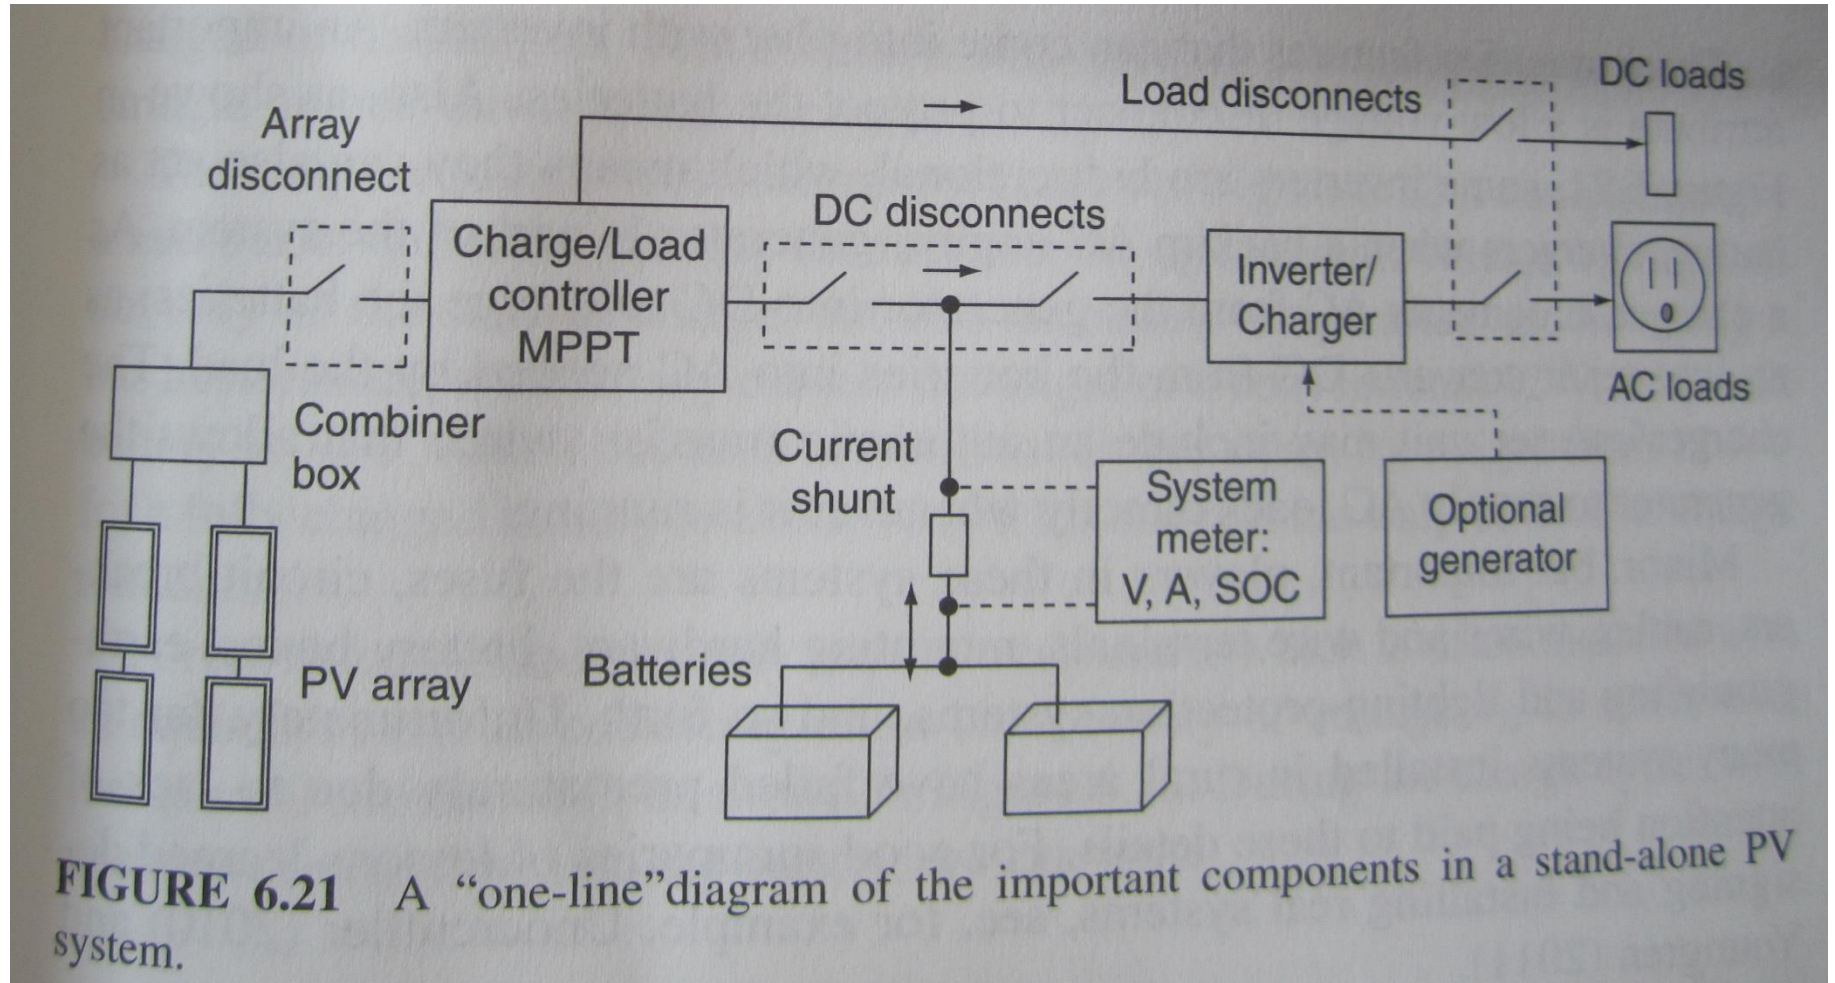 Load disconnects
DC loads
Array
disconnect
DC disconnects
Charge/Load
controller
MPPT
Inverter/
Charger
AC loads
Combiner
box
Current
shunt
System
meter:
V, A, SOC
Optional
generator
Batteries
PV array
FIGURE 6.21 A “one-line”diagram of the important components in a stand-alone PV
system.